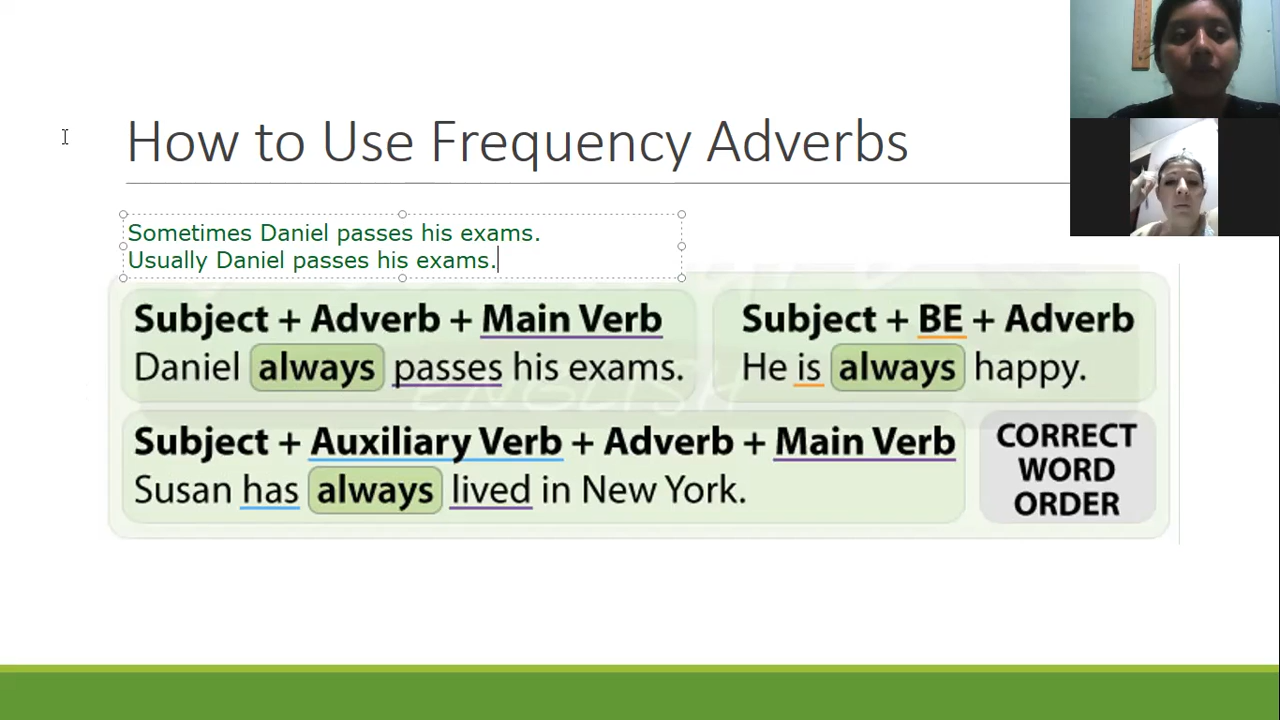 How to Use Frequency Adverbs
Sometimes Daniel passes his exams.
Usually Daniel passes his exams.
Subject + Adverb + Main Verb
Daniel always passes his exams.
Subject + BE + Adverb
He is always happy.
Subject + Auxiliary Verb + Adverb + Main Verb
Susan has always lived in New York.
CORRECT
WORD
ORDER
ENGLISH